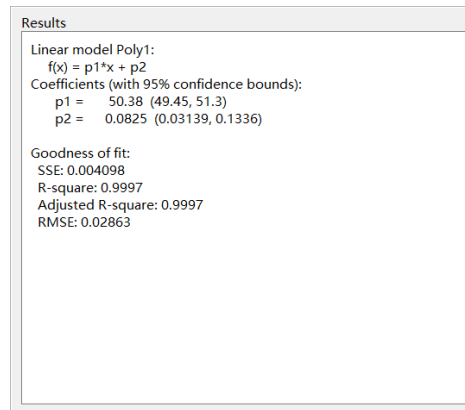 Results
Linear model Poly1:
f(x) = p1*x + p2
Coefficients (with 95% confidence bounds):
p1 = 50.38 (49.45, 51.3)
p2 = 0.0825 (0.03139, 0.1336)
Goodness of fit:
SSE: 0.004098
R-square: 0.9997
Adjusted R-square: 0.9997
RMSE: 0.02863